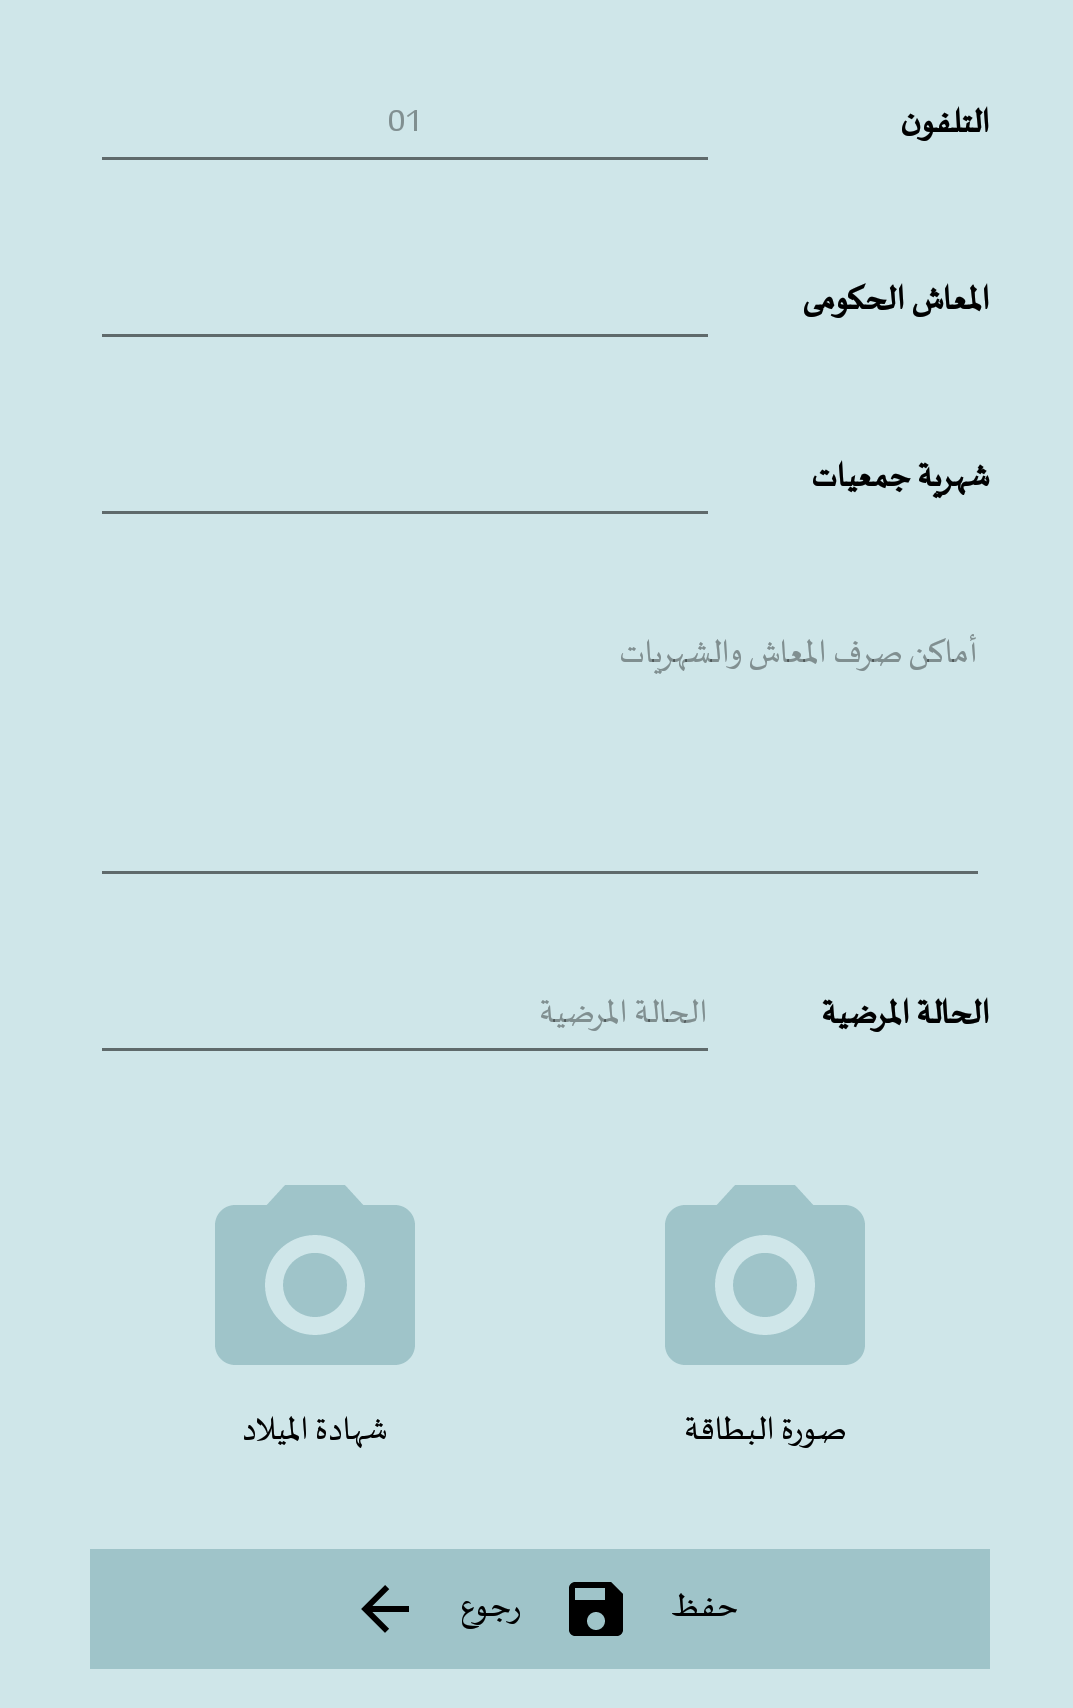 التلفون 01
المعاش الحكومى
شهرية جمعيات
أماكن صرف المعاش والشهريات
الحالة المرضية الحالة المرضية
صورة البطاقة شهادة الميلاد
حفظ رجوع